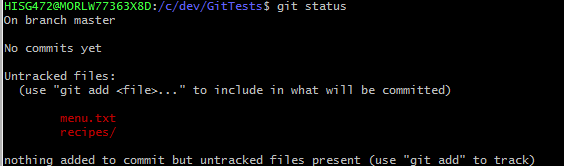 HISG472@MORLW77363X8D:/c/dev/GitTests$ git status
On branch master
No commits yet
Untracked files:
(use "git add <file>..." to include in what will be committed)
menu.txt
recipes/
nothing added to commit but untracked files present (use "git add" to track)